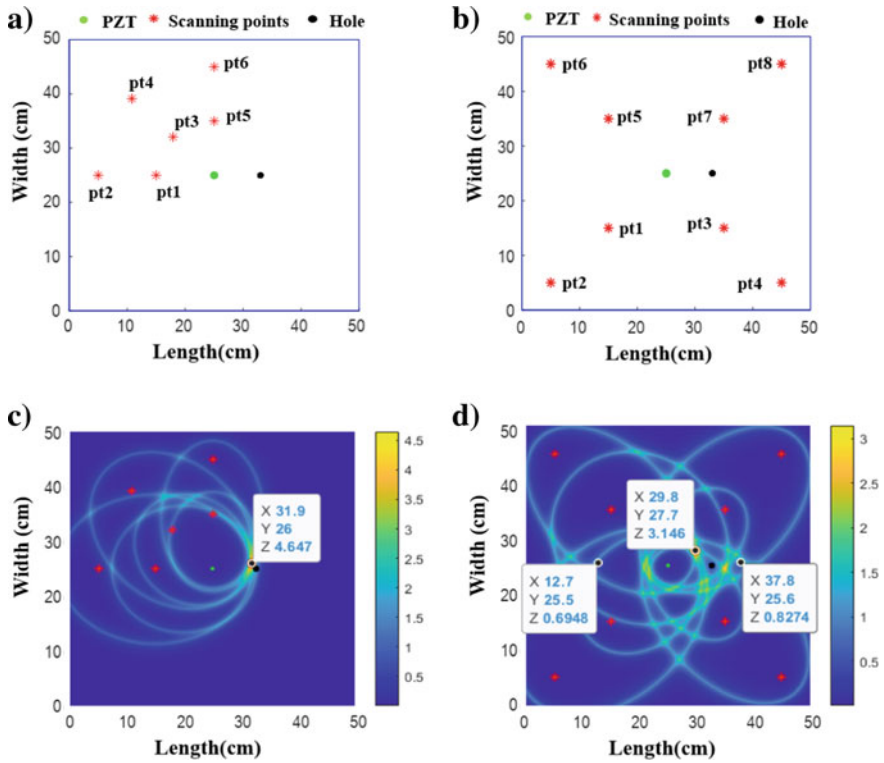 a)
PZT Scanning points Hole
50
40
30
20
10
0
Width (cm)
pt6
pt4
pt5
pt3
pt2
pt1
0 10 20 30 40 50
Length(cm)
b)
PZT Scanning points Hole
50
40
30
20
10
0
Width (cm)
pt6
pt8
pt5
pt7
pt1
pt3
pt2
pt4
0 10 20 30 40 50
Length(cm)
c)
50
40
30
20
10
0
Width (cm)
X 31.9
Y 26
Z 4.647
0 10 20 30 40 50
Length(cm)
4.5
4
3.5
3
2.5
2
1.5
1
0.5
d)
50
40
30
20
10
0
Width (cm)
X 29.8
Y 27.7
Z 3.146
X 12.7
Y 25.5
Z 0.6948
X 37.8
Y 25.6
Z 0.8274
0 10 20 30 40 50
Length(cm)
3
2.5
2
1.5
1
0.5